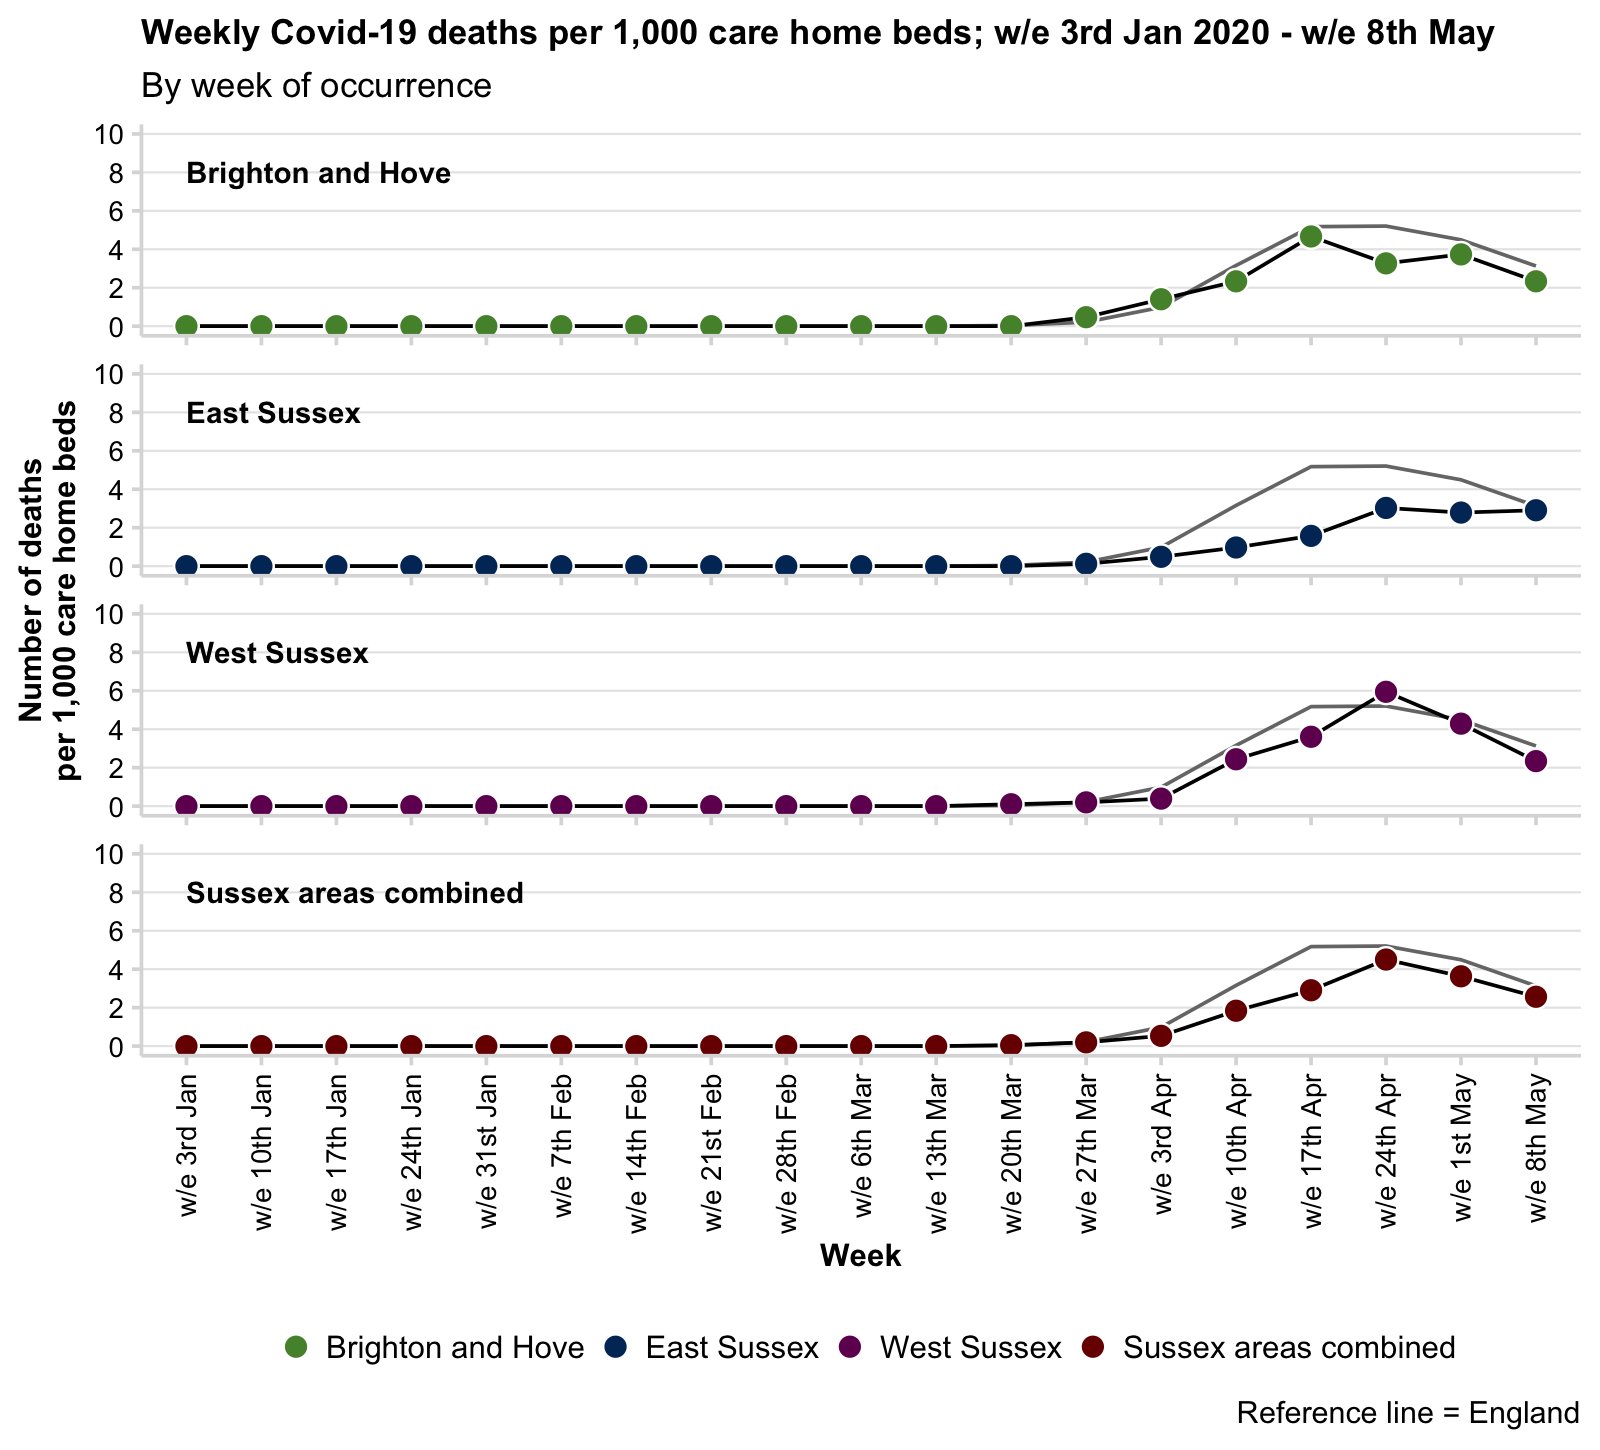 Weekly Covid-19 deaths per 1,000 care home beds; w/e 3rd Jan 2020 - w/e 8th May
By week of occurrence
Number of deaths
per 1,000 care home beds
10
8
6
4
2
0
Brighton and Hove
10
8
6
4
2
0
East Sussex
10
8
6
4
2
0
West Sussex
10
8
6
4
2
0
Sussex areas combined
w/e 3rd Jan
w/e 10th Jan
w/e 17th Jan
w/e 24th Jan
w/e 31st Jan
w/e 7th Feb
w/e 14th Feb
w/e 21st Feb
w/e 28th Feb
w/e 6th Mar
w/e 13th Mar
w/e 20th Mar
w/e 27th Mar
w/e 3rd Apr
w/e 10th Apr
w/e 17th Apr
w/e 24th Apr
w/e 1st May
w/e 8th May
Week
Brighton and Hove East Sussex West Sussex Sussex areas combined
Reference line = England